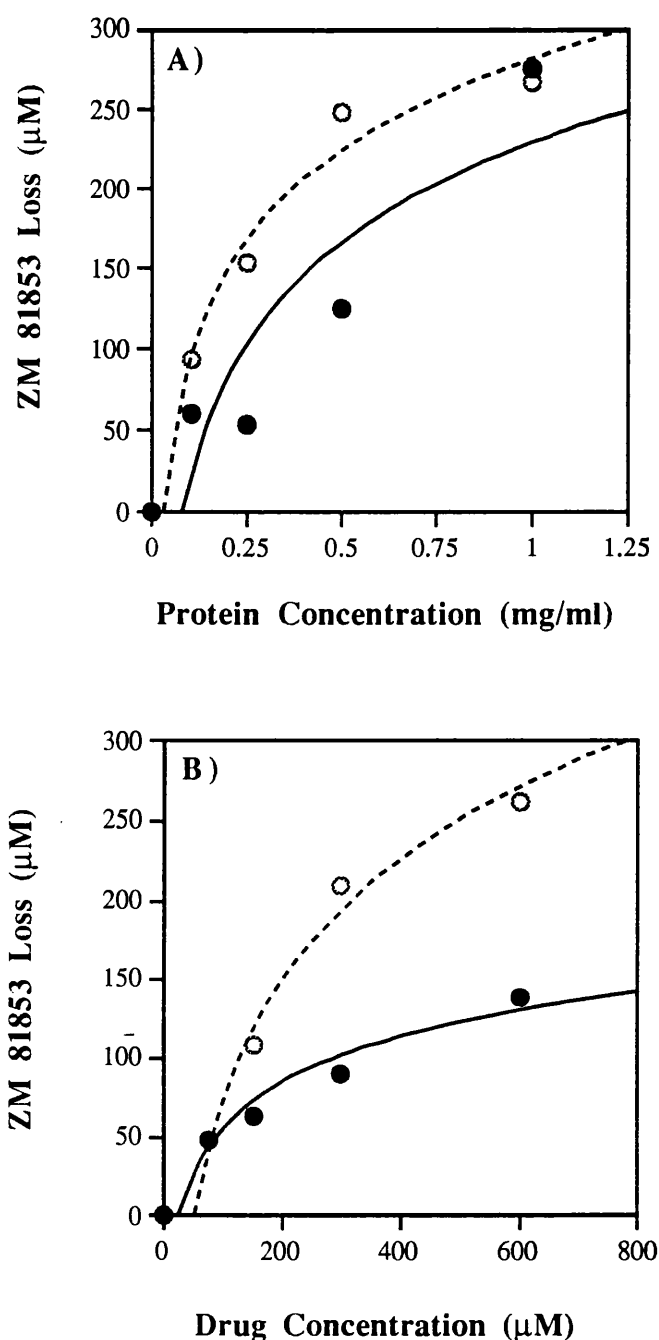 A)
300
250
200
150
100
50
0
ZM 81853 Loss (μM)
0 0.25 0.5 0.75 1 1.25
Protein Concentration (mg/ml)
B)
300
250
200
150
100
50
0
ZM 81853 Loss (μM)
0 200 400 600 800
Drug Concentration (μM)